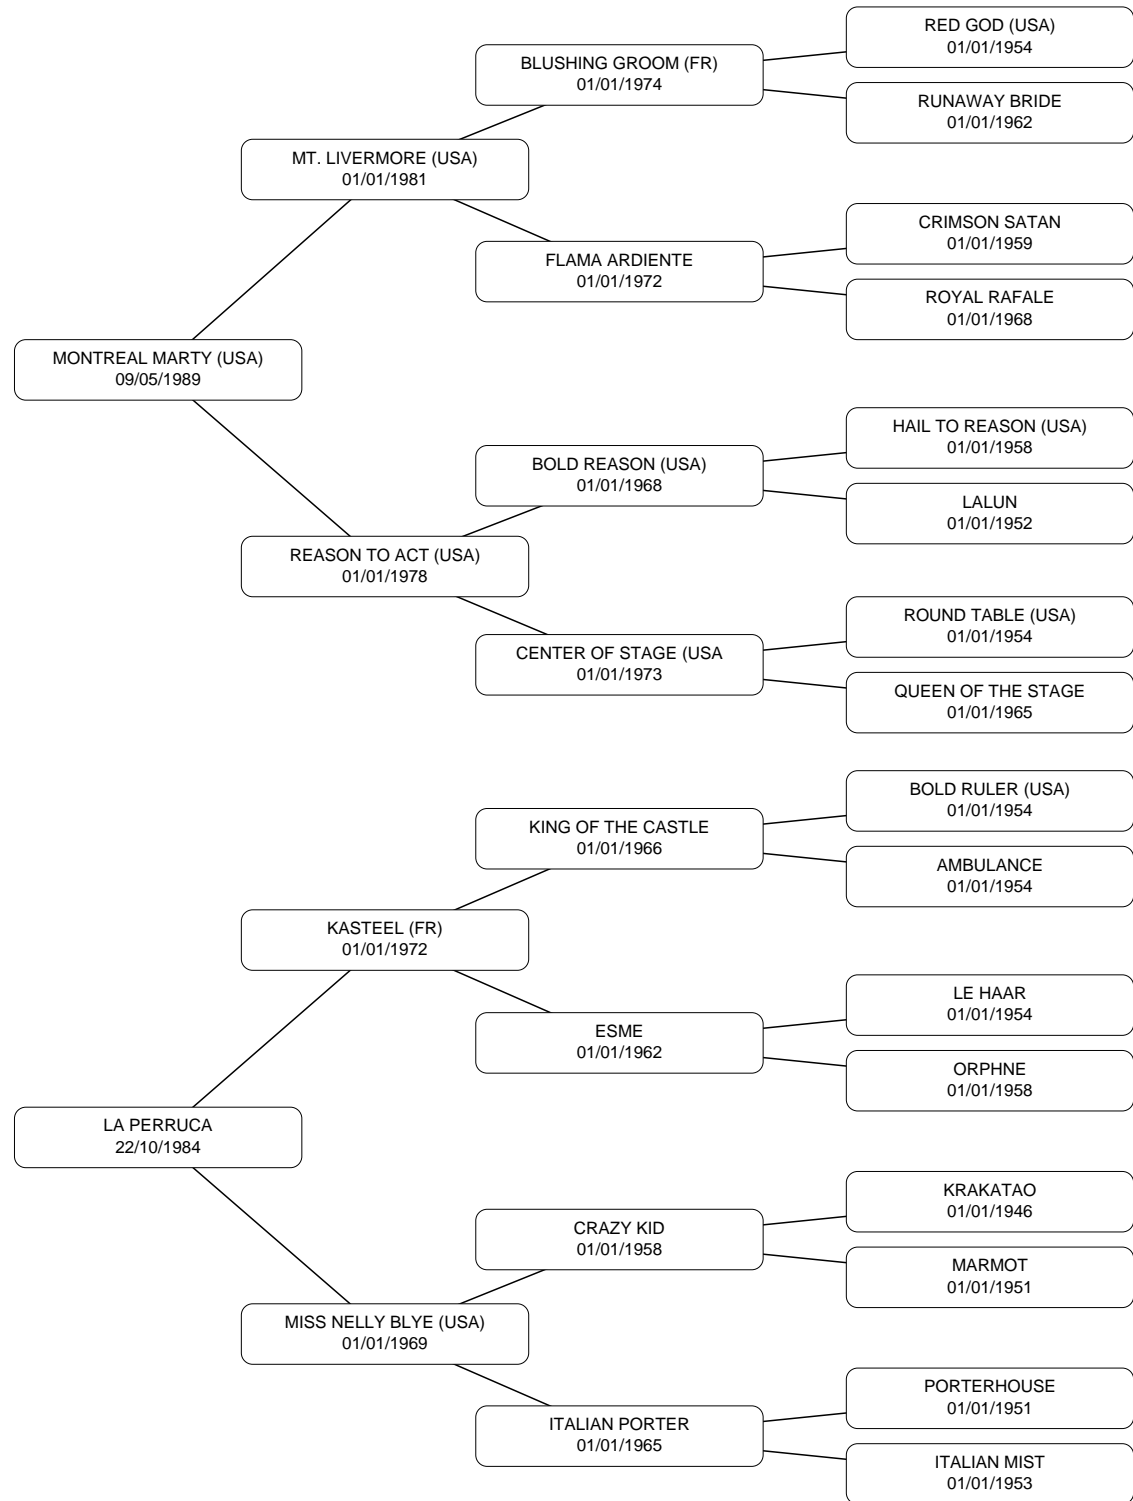 RED GOD (USA)
01/01/1954
BLUSHING GROOM (FR)
01/01/1974
RUNAWAY BRIDE
01/01/1962
MT. LIVERMORE (USA)
01/01/1981
CRIMSON SATAN
01/01/1959
FLAMA ARDIENTE
01/01/1972
ROYAL RAFALE
01/01/1968
MONTREAL MARTY (USA)
09/05/1989
HAIL TO REASON (USA)
01/01/1958
BOLD REASON (USA)
01/01/1968
LALUN
01/01/1952
REASON TO ACT (USA)
01/01/1978
ROUND TABLE (USA)
01/01/1954
CENTER OF STAGE (USA
01/01/1973
QUEEN OF THE STAGE
01/01/1965
BOLD RULER (USA)
01/01/1954
KING OF THE CASTLE
01/01/1966
AMBULANCE
01/01/1954
KASTEEL (FR)
01/01/1972
LE HAAR
01/01/1954
ESME
01/01/1962
ORPHNE
01/01/1958
LA PERRUCA
22/10/1984
KRAKATAO
01/01/1946
CRAZY KID
01/01/1958
MARMOT
01/01/1951
MISS NELLY BLYE (USA)
01/01/1969
PORTERHOUSE
01/01/1951
ITALIAN PORTER
01/01/1965
ITALIAN MIST
01/01/1953